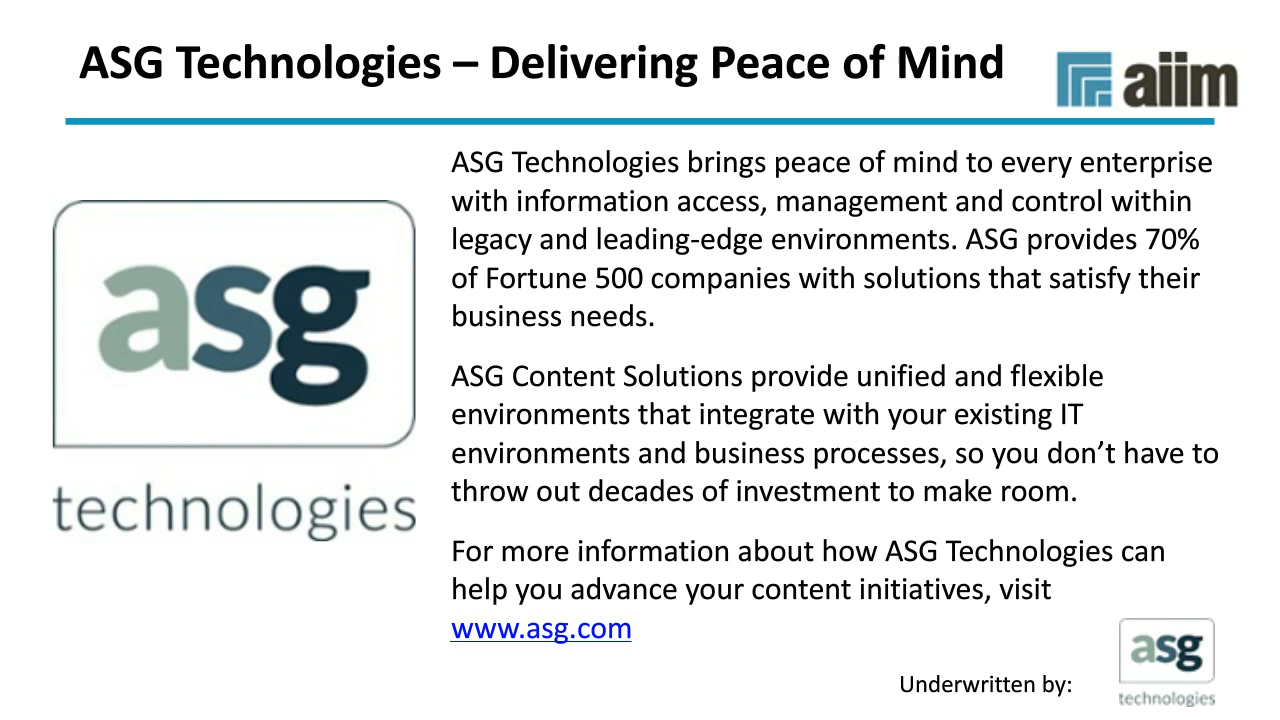 ASG Technologies – Delivering Peace of Mind
aiim
asg
technologies
ASG Technologies brings peace of mind to every enterprise
with information access, management and control within
legacy and leading-edge environments. ASG provides 70%
of Fortune 500 companies with solutions that satisfy their
business needs.
ASG Content Solutions provide unified and flexible
environments that integrate with your existing IT
environments and business processes, so you don’t have to
throw out decades of investment to make room.
For more information about how ASG Technologies can
help you advance your content initiatives, visit
www.asg.com
Underwritten by:
asg
technologies